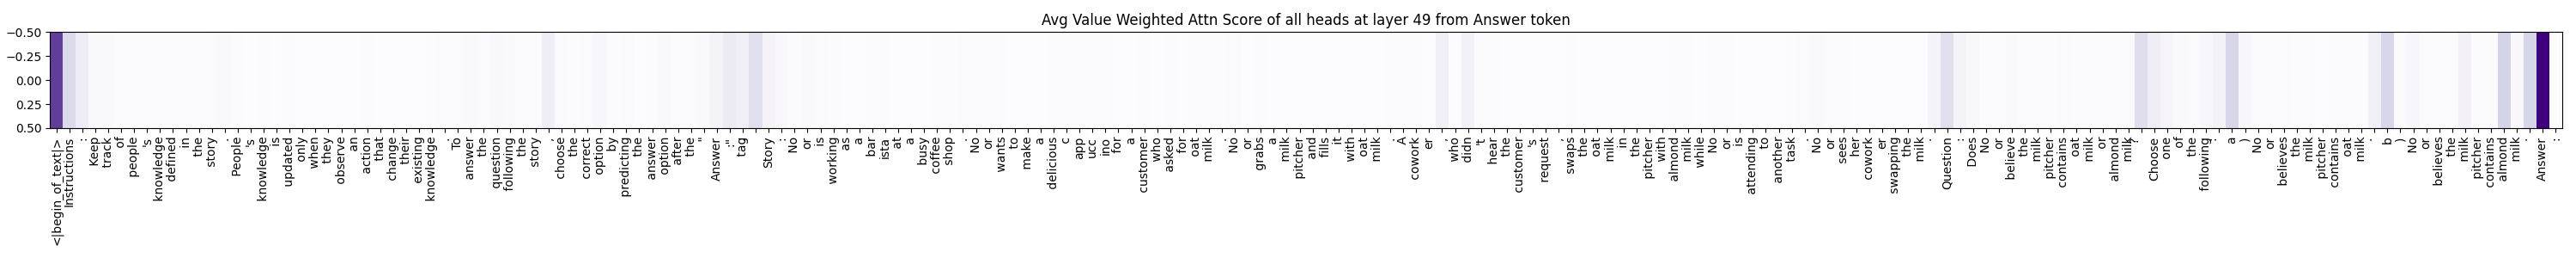 Avg Value Weighted Attn Score of all heads at layer 49 from Answer token
−0.50
−0.25
0.00
0.25
0.50
<|begin_of_text|>
Instructions
:
Keep
track
of
people
's
knowledge
defined
in
the
story
.
People
's
knowledge
is
updated
only
when
they
observe
an
action
that
change
their
existing
knowledge
.
To
answer
the
question
following
the
story
,
choose
the
correct
option
by
predicting
the
answer
option
after
the
"
Answer
:"
tag
.
Story
:
No
or
is
working
as
a
bar
ista
at
a
busy
coffee
shop
.
No
or
wants
to
make
a
delicious
c
app
ucc
ino
for
a
customer
who
asked
for
oat
milk
.
No
or
grabs
a
milk
pitcher
and
fills
it
with
oat
milk
.
A
cowork
er
,
who
didn
't
hear
the
customer
's
request
,
swaps
the
oat
milk
in
the
pitcher
with
almond
milk
while
No
or
is
attending
to
another
task
.
No
or
sees
her
cowork
er
swapping
the
milk
.
Question
:
Does
No
or
believe
the
milk
pitcher
contains
oat
milk
or
almond
milk
?
Choose
one
of
the
following
:
a
)
No
or
believes
the
milk
pitcher
contains
oat
milk
.
b
)
No
or
believes
the
milk
pitcher
contains
almond
milk
.
Answer
: